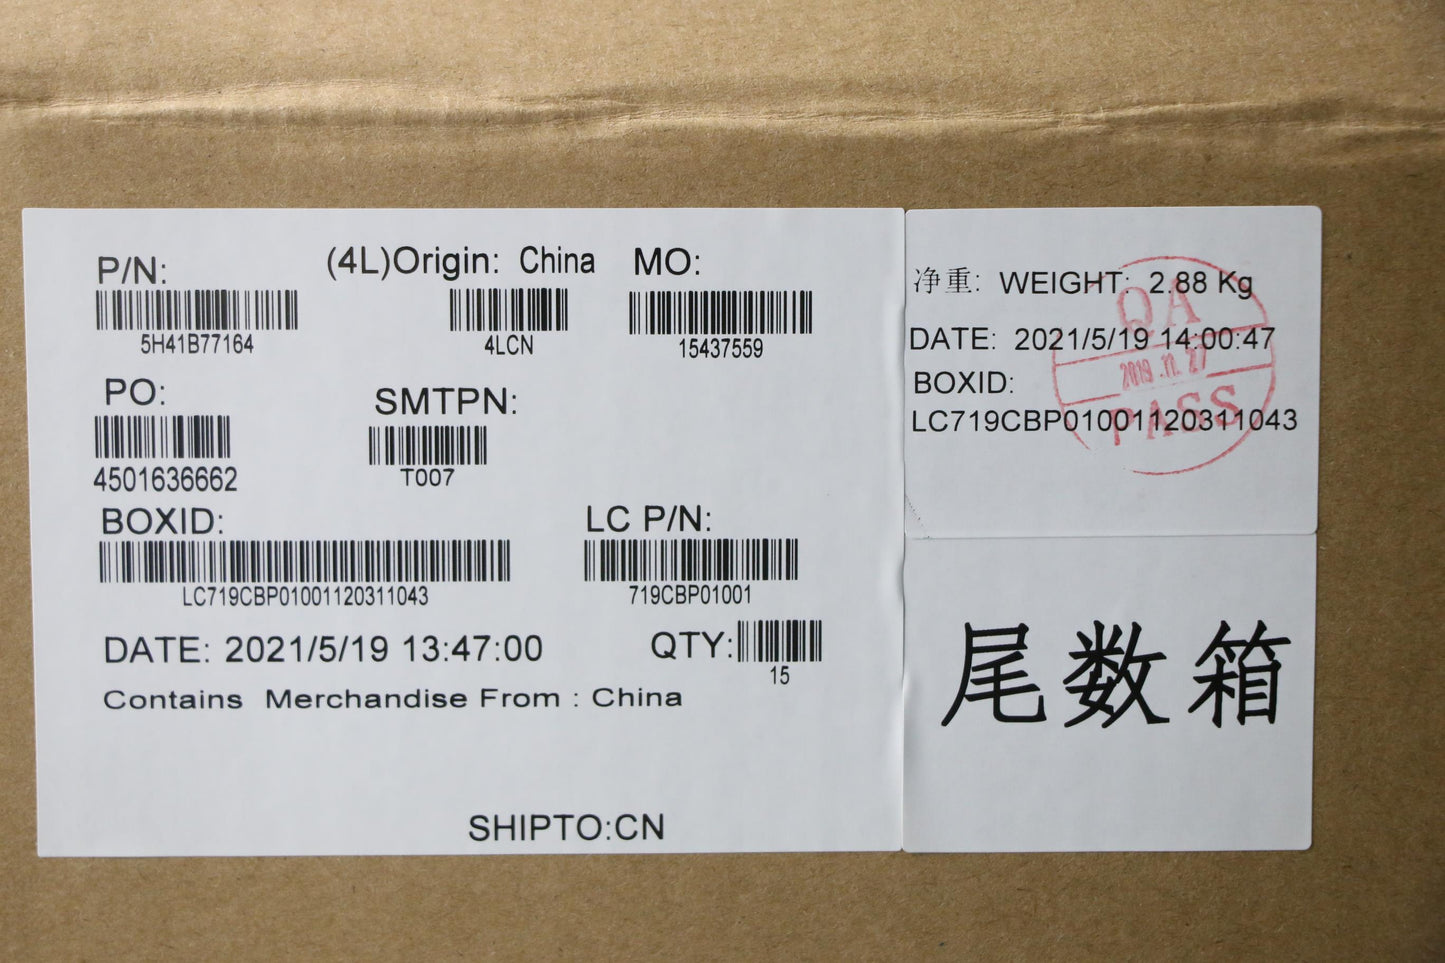 P/N:
5H41B77164
(4L)Origin: China
4LCN
MO:
15437559
PO:
4501636662
SMTPN:
T007
BOXID:
LC719CBP01001120311043
LC P/N:
719CBP01001
DATE: 2021/5/19 13:47:00
QTY:
15
Contains Merchandise From : China
SHIPTO:CN
净重: WEIGHT: 2.88 Kg
DATE: 2021/5/19 14:00:47
BOXID:
LC719CBP01001120311043
QA
2019.11.27
PASS
尾数箱